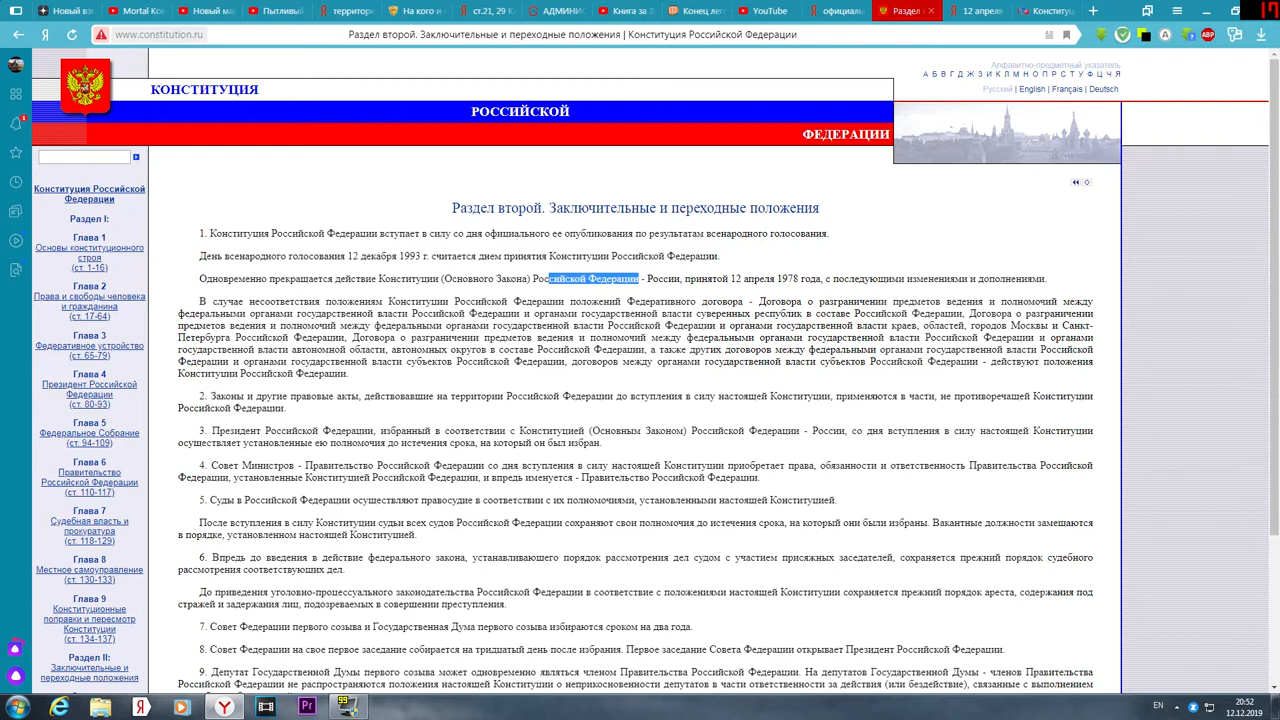 Новый взг
Mortal Ko
Новый мар
Пытливый
территор
На кого и
ст.21, 29 К
АДМИНИС
Книга за З
Конец лег
YouTube
официаль
Раздел
12 апреля
Конституц
www.constitution.ru
Раздел второй. Заключительные и переходные положения | Конституция Российской Федерации
ABP
Алфавитно-предметный указатель
А Б В Г Д Ж З И К Л М Н О П Р С Т У Ф Ц Ч Я
Русский | English | Français | Deutsch
КОНСТИТУЦИЯ
РОССИЙСКОЙ
ФЕДЕРАЦИИ
Конституция Российской
Федерации
Раздел I:
Глава 1
Основы конституционного
строя
(ст. 1-16)
Глава 2
Права и свободы человека
и гражданина
(ст. 17-64)
Глава 3
Федеративное устройство
(ст. 65-79)
Глава 4
Президент Российской
Федерации
(ст. 80-93)
Глава 5
Федеральное Собрание
(ст. 94-109)
Глава 6
Правительство
Российской Федерации
(ст. 110-117)
Глава 7
Судебная власть и
прокуратура
(ст. 118-129)
Глава 8
Местное самоуправление
(ст. 130-133)
Глава 9
Конституционные
поправки и пересмотр
Конституции
(ст. 134-137)
Раздел II:
Заключительные и
переходные положения
Раздел второй. Заключительные и переходные положения
1. Конституция Российской Федерации вступает в силу со дня официального ее опубликования по результатам всенародного голосования.
День всенародного голосования 12 декабря 1993 г. считается днем принятия Конституции Российской Федерации.
Одновременно прекращается действие Конституции (Основного Закона) Российской Федерации - России, принятой 12 апреля 1978 года, с последующими изменениями и дополнениями.
В случае несоответствия положениям Конституции Российской Федерации положений Федеративного договора - Договора о разграничении предметов ведения и полномочий между
федеральными органами государственной власти Российской Федерации и органами государственной власти суверенных республик в составе Российской Федерации, Договора о разграничении
предметов ведения и полномочий между федеральными органами государственной власти Российской Федерации и органами государственной власти краев, областей, городов Москвы и Санкт-
Петербурга Российской Федерации, Договора о разграничении предметов ведения и полномочий между федеральными органами государственной власти Российской Федерации и органами
государственной власти автономной области, автономных округов в составе Российской Федерации, а также других договоров между федеральными органами государственной власти Российской
Федерации и органами государственной власти субъектов Российской Федерации, договоров между органами государственной власти субъектов Российской Федерации - действуют положения
Конституции Российской Федерации.
2. Законы и другие правовые акты, действовавшие на территории Российской Федерации до вступления в силу настоящей Конституции, применяются в части, не противоречащей Конституции
Российской Федерации.
3. Президент Российской Федерации, избранный в соответствии с Конституцией (Основным Законом) Российской Федерации - России, со дня вступления в силу настоящей Конституции
осуществляет установленные ею полномочия до истечения срока, на который он был избран.
4. Совет Министров - Правительство Российской Федерации со дня вступления в силу настоящей Конституции приобретает права, обязанности и ответственность Правительства Российской
Федерации, установленные Конституцией Российской Федерации, и впредь именуется - Правительство Российской Федерации.
5. Суды в Российской Федерации осуществляют правосудие в соответствии с их полномочиями, установленными настоящей Конституцией.
После вступления в силу Конституции судьи всех судов Российской Федерации сохраняют свои полномочия до истечения срока, на который они были избраны. Вакантные должности замещаются
в порядке, установленном настоящей Конституцией.
6. Впредь до введения в действие федерального закона, устанавливающего порядок рассмотрения дел судом с участием присяжных заседателей, сохраняется прежний порядок судебного
рассмотрения соответствующих дел.
До приведения уголовно-процессуального законодательства Российской Федерации в соответствие с положениями настоящей Конституции сохраняется прежний порядок ареста, содержания под
стражей и задержания лиц, подозреваемых в совершении преступления.
7. Совет Федерации первого созыва и Государственная Дума первого созыва избираются сроком на два года.
8. Совет Федерации на свое первое заседание собирается на тридцатый день после избрания. Первое заседание Совета Федерации открывает Президент Российской Федерации.
9. Депутат Государственной Думы первого созыва может одновременно являться членом Правительства Российской Федерации. На депутатов Государственной Думы - членов Правительства
Российской Федерации не распространяются положения настоящей Конституции о неприкосновенности депутатов в части ответственности за действия (или бездействие), связанные с выполнением
Pr
99
EN
20:52
12.12.2019